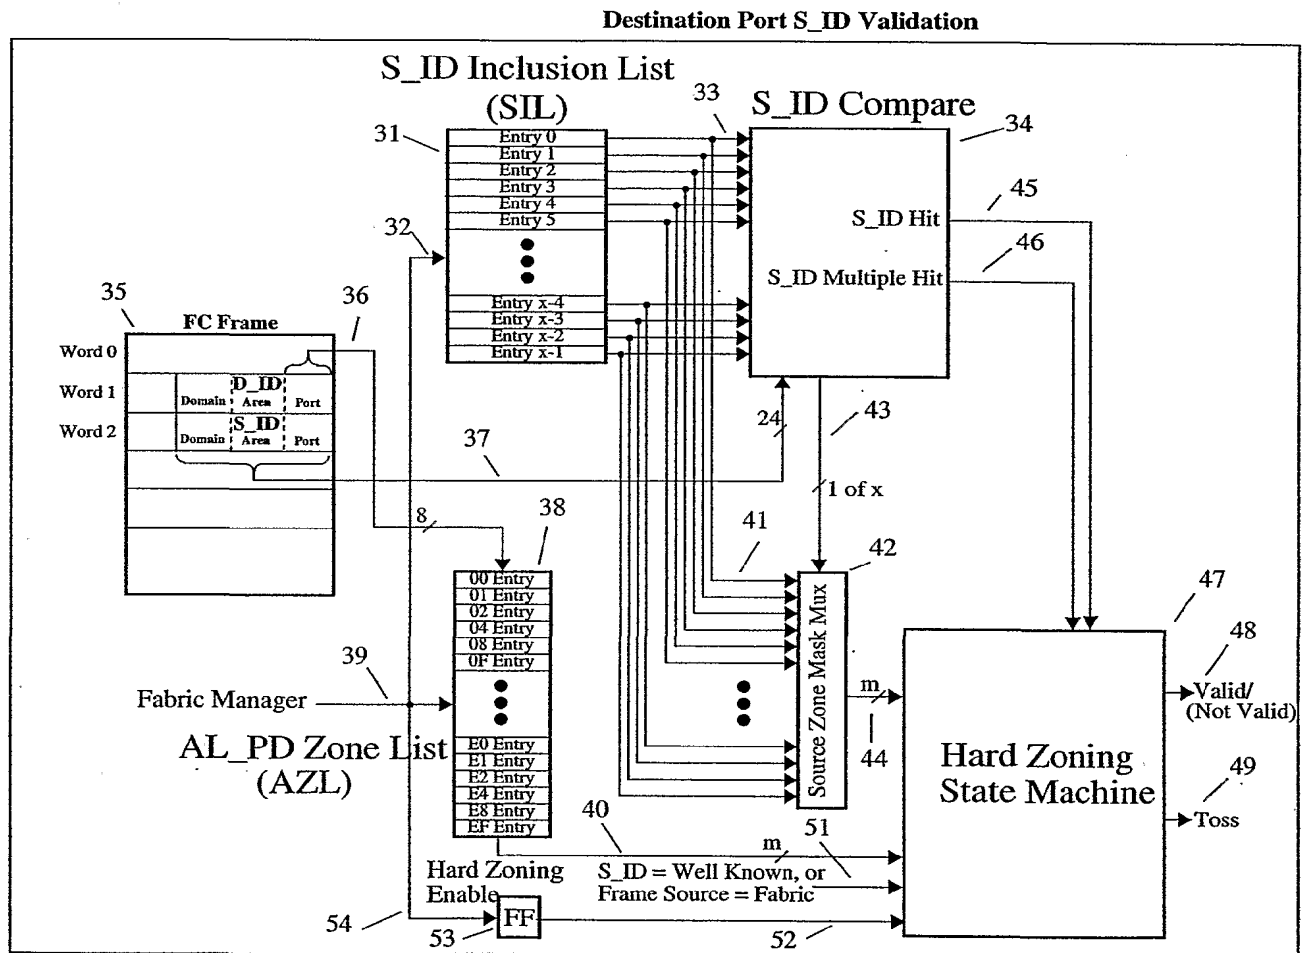 Destination Port S_ID Validation
S_ID Inclusion List
(SIL)
31
32
Entry 0
Entry 1
Entry 2
Entry 3
Entry 4
Entry 5
Entry x-4
Entry x-3
Entry x-2
Entry x-1
33
S_ID Compare
34
S_ID Hit
45
S_ID Multiple Hit
46
35
36
FC Frame
Word 0
Word 1
D_ID
Domain
Area
Port
Word 2
S_ID
Domain
Area
Port
37
24
43
1 of x
8
38
00 Entry
01 Entry
02 Entry
04 Entry
08 Entry
0F Entry
E0 Entry
E1 Entry
E2 Entry
E4 Entry
E8 Entry
EF Entry
39
Fabric Manager
AL_PD Zone List
(AZL)
41
42
Source Zone Mask Mux
m
44
47
Hard Zoning
State Machine
48
Valid/
(Not Valid)
49
Toss
40
m
51
S_ID = Well Known, or
Frame Source = Fabric
Hard Zoning
Enable
54
FF
53
52